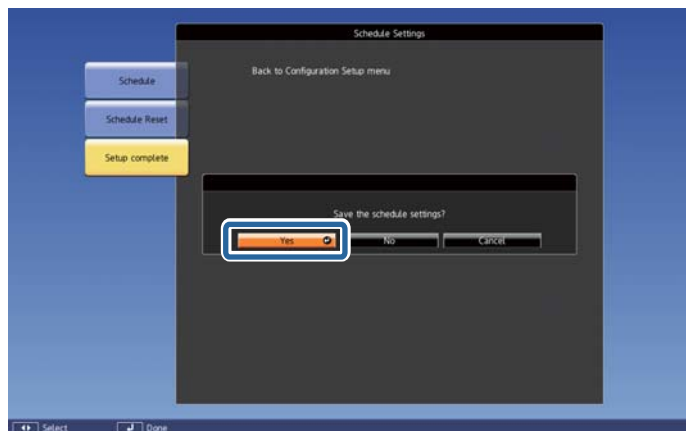 Schedule Settings
Schedule
Back to Configuration Setup menu
Schedule Reset
Setup complete
Save the schedule settings?
Yes No Cancel
Select Done